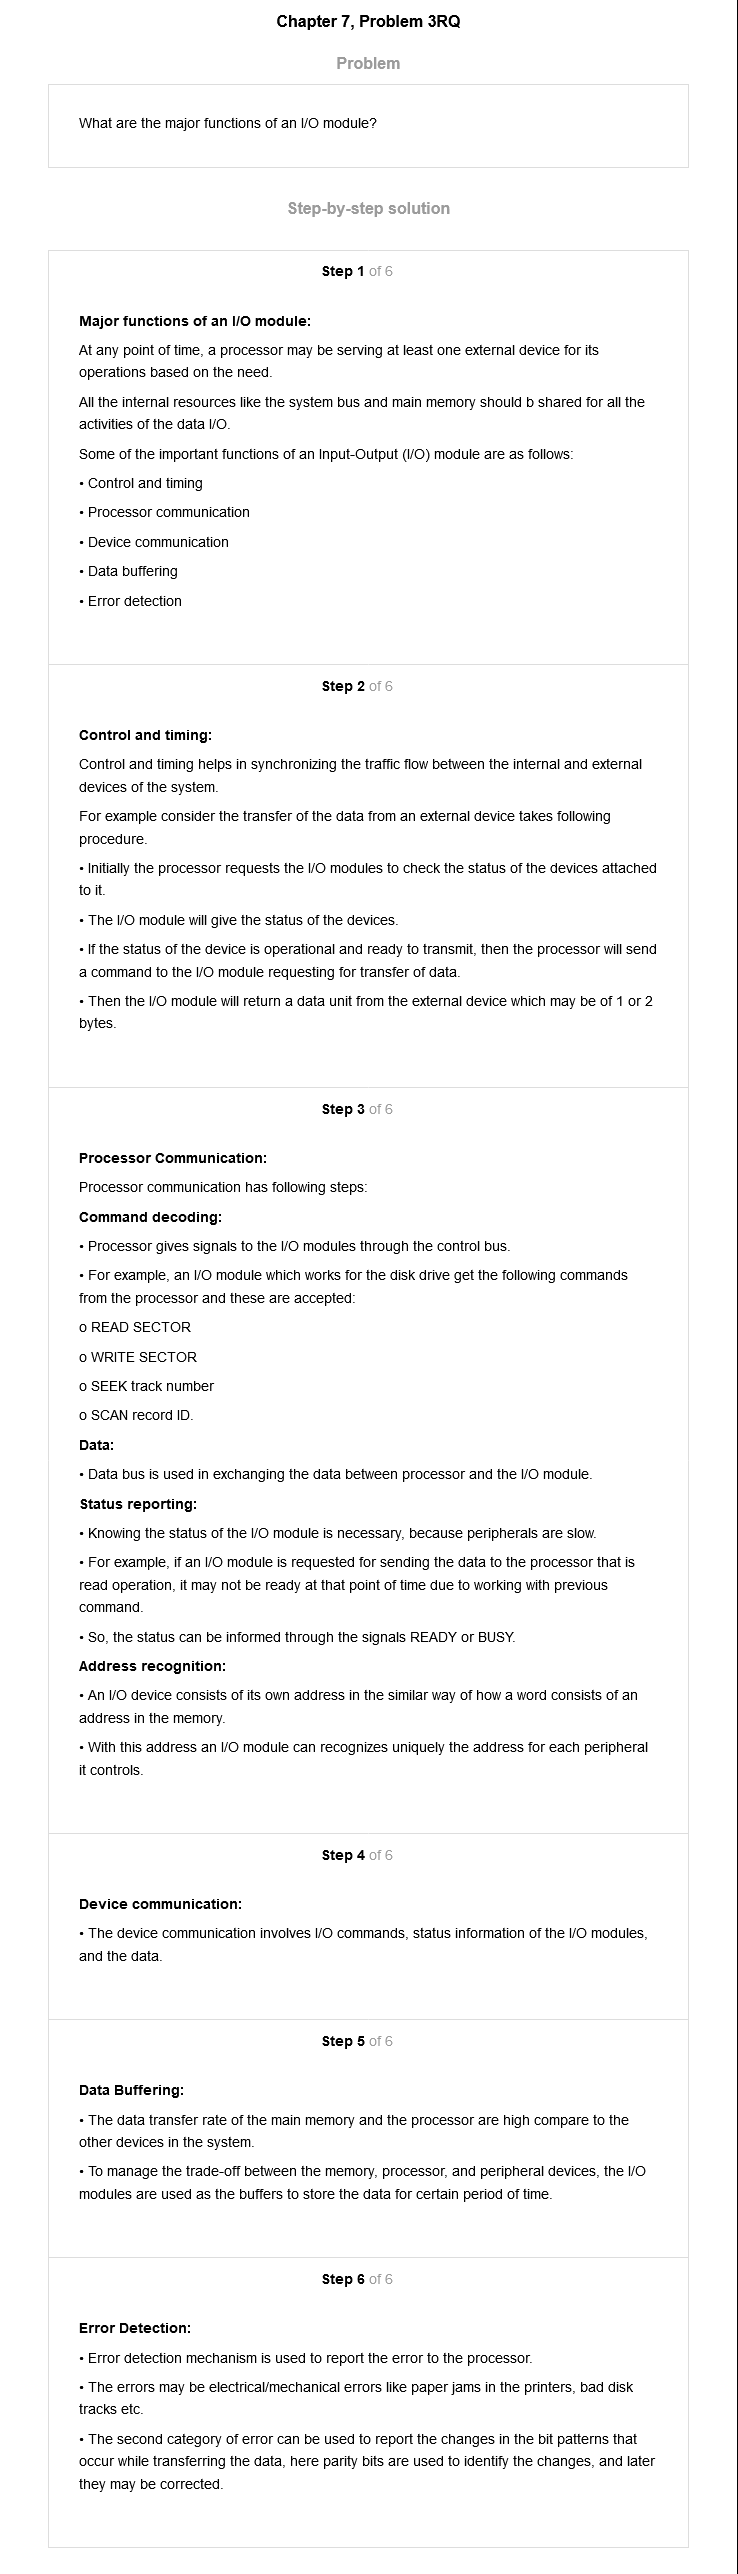 Chapter 7, Problem 3RQ
Problem
What are the major functions of an I/O module?
Step-by-step solution
Step 1 of 6
Major functions of an I/O module:
At any point of time, a processor may be serving at least one external device for its
operations based on the need.
All the internal resources like the system bus and main memory should b shared for all the
activities of the data I/O.
Some of the important functions of an Input-Output (I/O) module are as follows:
• Control and timing
• Processor communication
• Device communication
• Data buffering
• Error detection
Step 2 of 6
Control and timing:
Control and timing helps in synchronizing the traffic flow between the internal and external
devices of the system.
For example consider the transfer of the data from an external device takes following
procedure.
• Initially the processor requests the I/O modules to check the status of the devices attached
to it.
• The I/O module will give the status of the devices.
• If the status of the device is operational and ready to transmit, then the processor will send
a command to the I/O module requesting for transfer of data.
• Then the I/O module will return a data unit from the external device which may be of 1 or 2
bytes.
Step 3 of 6
Processor Communication:
Processor communication has following steps:
Command decoding:
• Processor gives signals to the I/O modules through the control bus.
• For example, an I/O module which works for the disk drive get the following commands
from the processor and these are accepted:
o READ SECTOR
o WRITE SECTOR
o SEEK track number
o SCAN record ID.
Data:
• Data bus is used in exchanging the data between processor and the I/O module.
Status reporting:
• Knowing the status of the I/O module is necessary, because peripherals are slow.
• For example, if an I/O module is requested for sending the data to the processor that is
read operation, it may not be ready at that point of time due to working with previous
command.
• So, the status can be informed through the signals READY or BUSY.
Address recognition:
• An I/O device consists of its own address in the similar way of how a word consists of an
address in the memory.
• With this address an I/O module can recognizes uniquely the address for each peripheral
it controls.
Step 4 of 6
Device communication:
• The device communication involves I/O commands, status information of the I/O modules,
and the data.
Step 5 of 6
Data Buffering:
• The data transfer rate of the main memory and the processor are high compare to the
other devices in the system.
• To manage the trade-off between the memory, processor, and peripheral devices, the I/O
modules are used as the buffers to store the data for certain period of time.
Step 6 of 6
Error Detection:
• Error detection mechanism is used to report the error to the processor.
• The errors may be electrical/mechanical errors like paper jams in the printers, bad disk
tracks etc.
• The second category of error can be used to report the changes in the bit patterns that
occur while transferring the data, here parity bits are used to identify the changes, and later
they may be corrected.